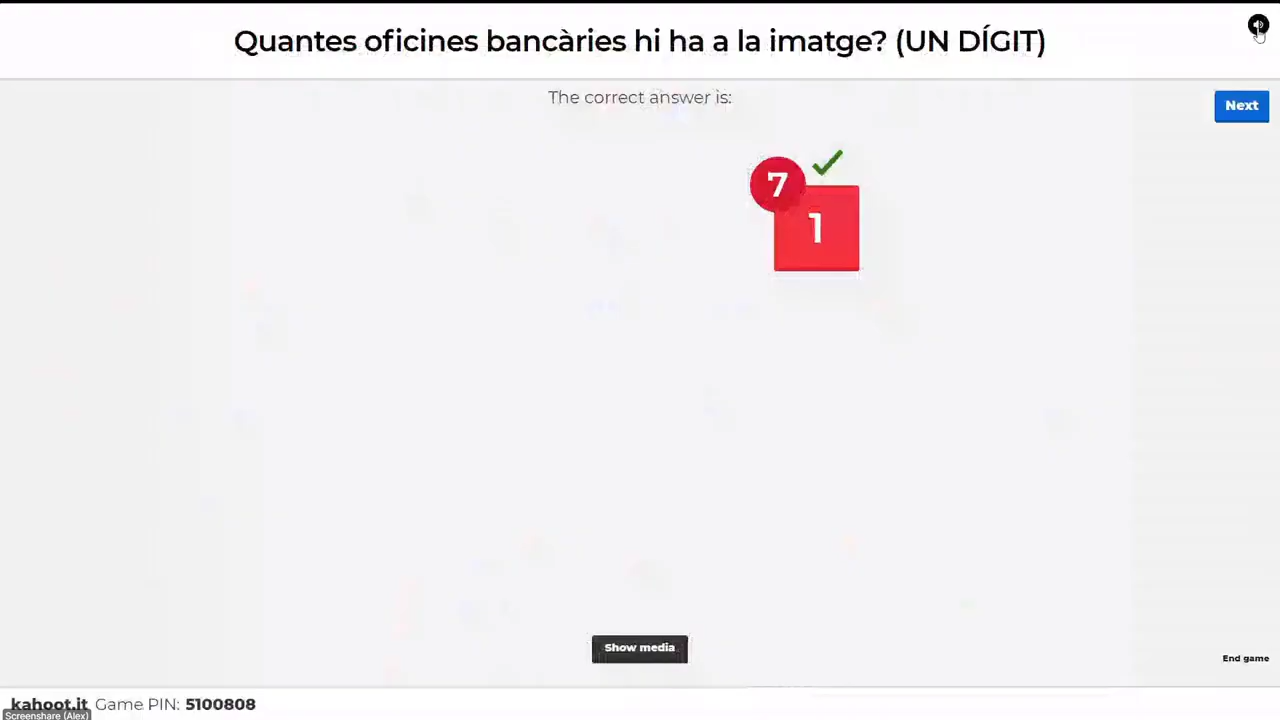 Quantes oficines bancàries hi ha a la imatge? (UN DÍGIT)
The correct answer is:
Next
7
1
Show media
End game
kahoot.it Game PIN: 5100808
Screenshare (Alex)